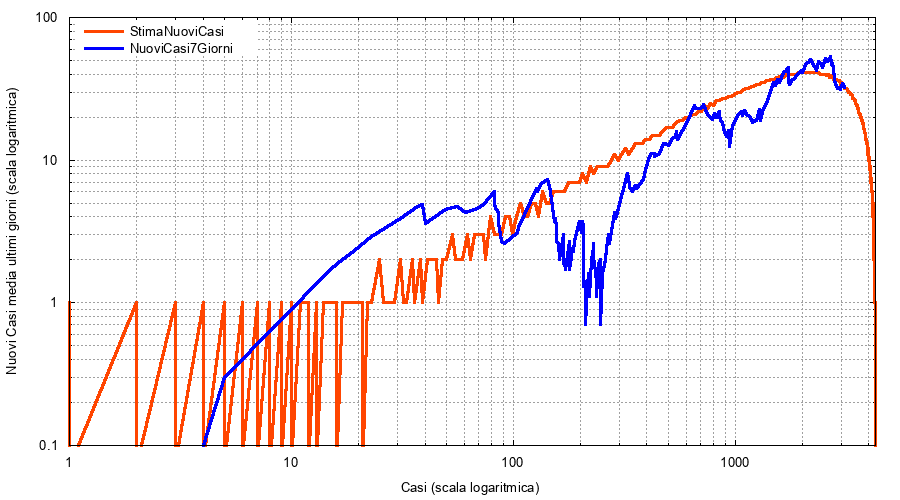 100
StimaNuoviCasi
NuoviCasi7Giorni
10
1
0.1
Nuovi Casi media ultimi giorni (scala logaritmica)
1
10
100
1000
Casi (scala logaritmica)